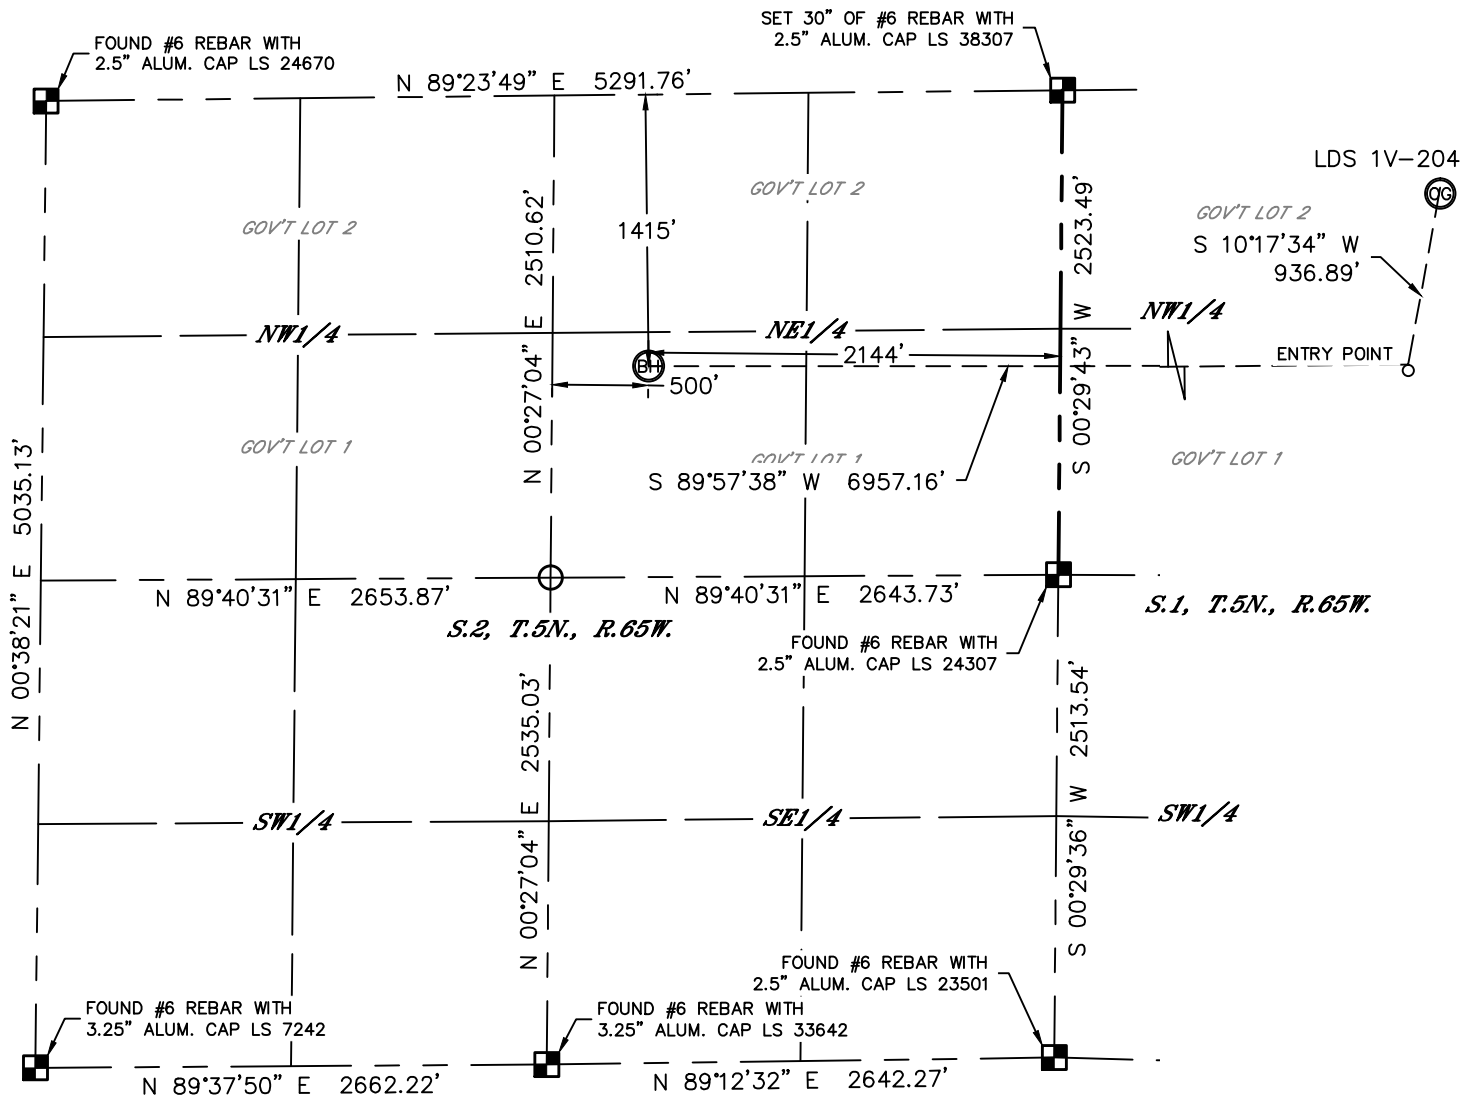 SET 30" OF #6 REBAR WITH
2.5" ALUM. CAP LS 38307
FOUND #6 REBAR WITH
2.5" ALUM. CAP LS 24670
N 89°23'49" E 5291.76'
LDS 1V-204
QG
GOV'T LOT 2
GOV'T LOT 2
GOV'T LOT 2
1415'
S 10°17'34" W
936.89'
N 00°27'04" E 2510.62'
S 00°29'43" W 2523.49'
NW1/4
NE1/4
NW1/4
2144'
ENTRY POINT
BH
500'
GOV'T LOT 1
GOV'T LOT 1
GOV'T LOT 1
S 89°57'38" W 6957.16'
N 00°38'21" E 5035.13'
N 89°40'31" E 2653.87'
N 89°40'31" E 2643.73'
S.1, T.5N., R.65W.
S.2, T.5N., R.65W.
FOUND #6 REBAR WITH
2.5" ALUM. CAP LS 24307
N 00°27'04" E 2535.03'
S 00°29'36" W 2513.54'
SW1/4
SE1/4
SW1/4
FOUND #6 REBAR WITH
2.5" ALUM. CAP LS 23501
FOUND #6 REBAR WITH
3.25" ALUM. CAP LS 7242
FOUND #6 REBAR WITH
3.25" ALUM. CAP LS 33642
N 89°37'50" E 2662.22'
N 89°12'32" E 2642.27'